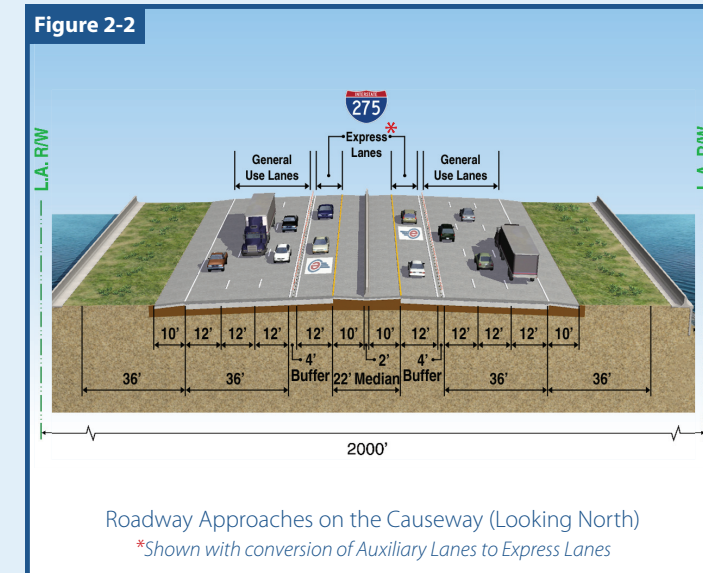 Figure 2-2
INTERSTATE
275
*
Express
Lanes
General
Use Lanes
General
Use Lanes
L.A. R/W
L.A. R/W
10' 12' 12' 12' 12' 10' 10' 12' 12' 12' 12' 10'
4'
Buffer
2'
22' Median
4'
Buffer
36' 36' 36' 36'
2000'
Roadway Approaches on the Causeway (Looking North)
*Shown with conversion of Auxiliary Lanes to Express Lanes